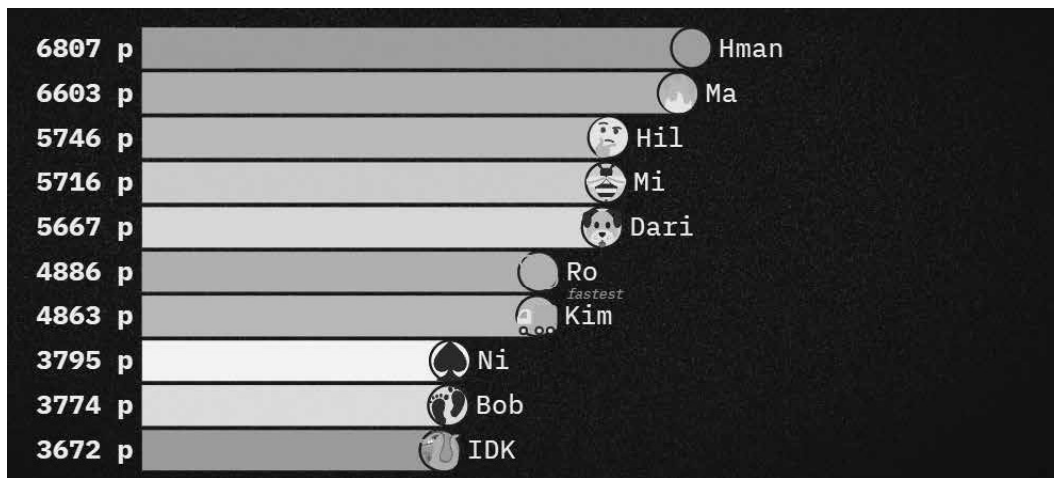 6807 p Hman
6603 p Ma
5746 p Hil
5716 p Mi
5667 p Dari
4886 p Ro
fastest
4863 p Kim
3795 p Ni
3774 p Bob
3672 p IDK